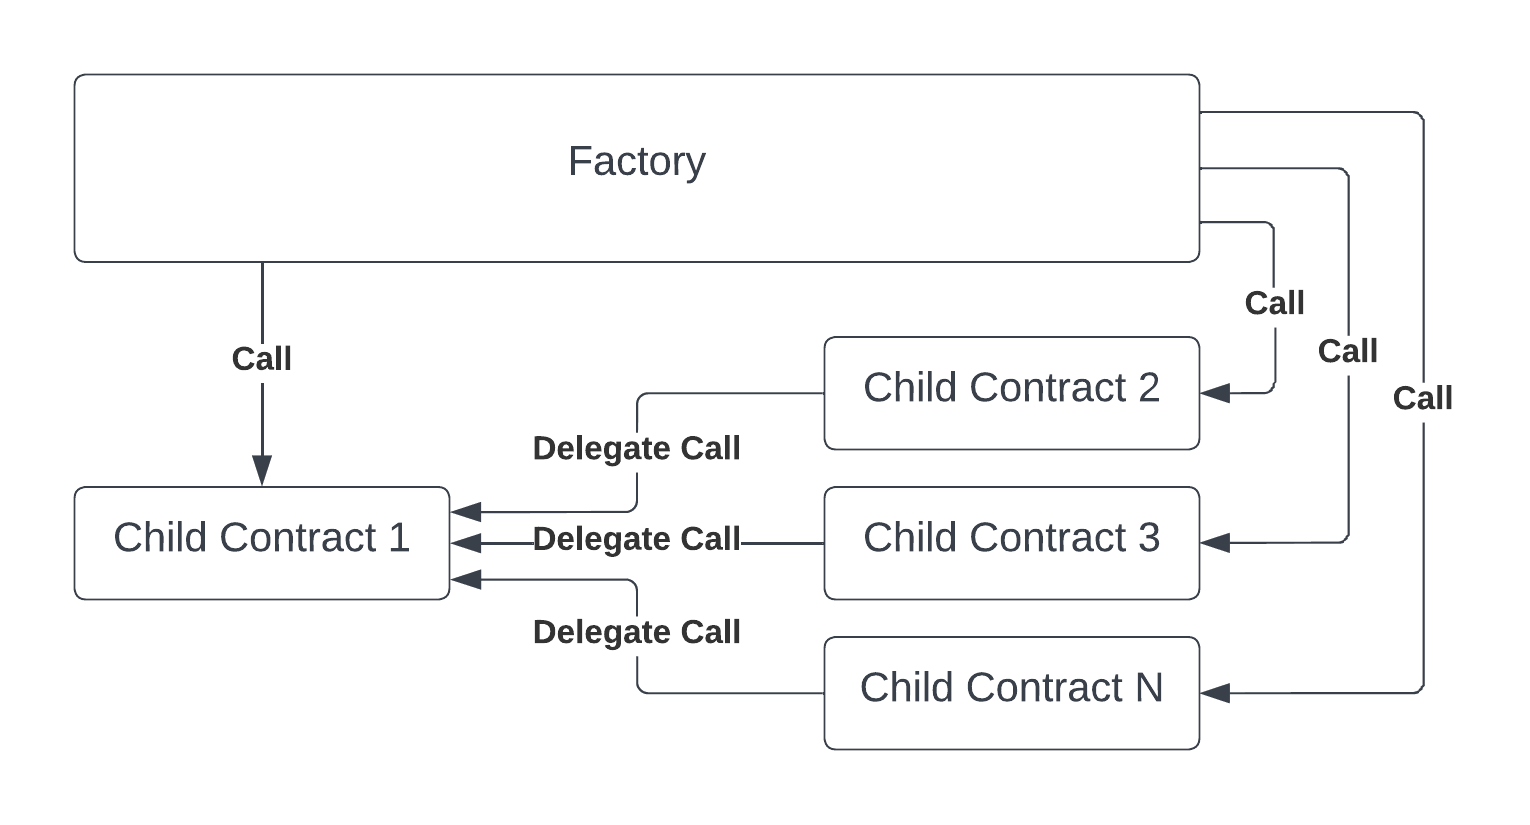 Factory
Call
Call
Call
Call
Child Contract 2
Delegate Call
Child Contract 1
Delegate Call
Child Contract 3
Delegate Call
Child Contract N